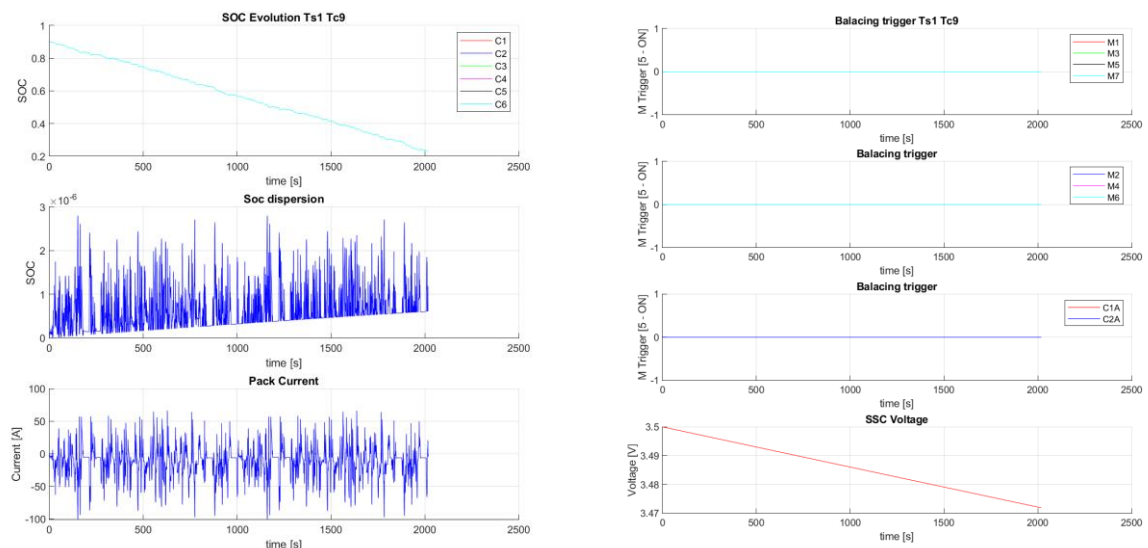 SOC Evolution Ts1 Tc9
1
0.8
0.6
0.4
0.2
SOC
C1
C2
C3
C4
C5
C6
0 500 1000 1500 2000 2500
time [s]
Soc dispersion
×10^-6
3
2
1
0
SOC
0 500 1000 1500 2000 2500
time [s]
Pack Current
100
50
0
-50
-100
Current [A]
0 500 1000 1500 2000 2500
time [s]
Balacing trigger Ts1 Tc9
1
0
-1
M Trigger [5 - ON]
M1
M3
M5
M7
0 500 1000 1500 2000 2500
time [s]
Balacing trigger
1
0
-1
M Trigger [5 - ON]
M2
M4
M6
0 500 1000 1500 2000 2500
time [s]
Balacing trigger
1
0
-1
M Trigger [5 - ON]
C1A
C2A
0 500 1000 1500 2000 2500
time [s]
SSC Voltage
3.5
3.49
3.48
3.47
Voltage [V]
0 500 1000 1500 2000 2500
time [s]